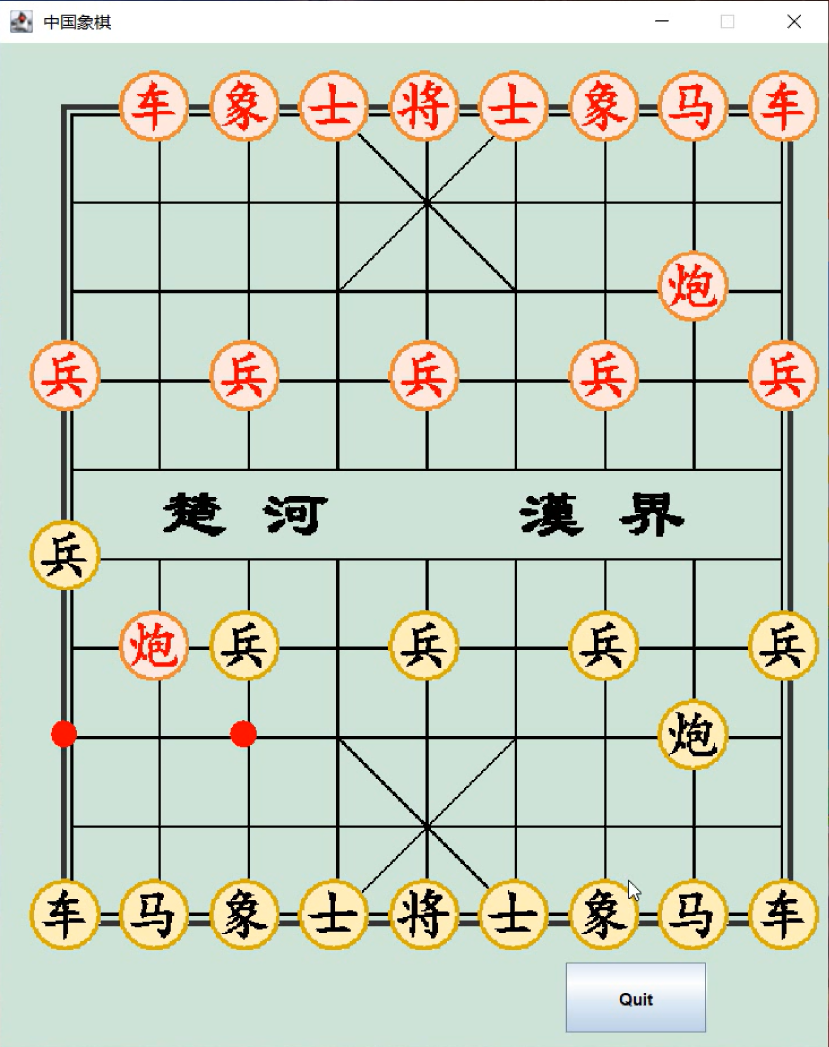 中国象棋
车 象 士 将 士 象 马 车
炮
兵 兵 兵 兵 兵
楚 河 漢 界
兵
炮 兵 兵 兵 兵
炮
车 马 象 士 将 士 象 马 车
Quit